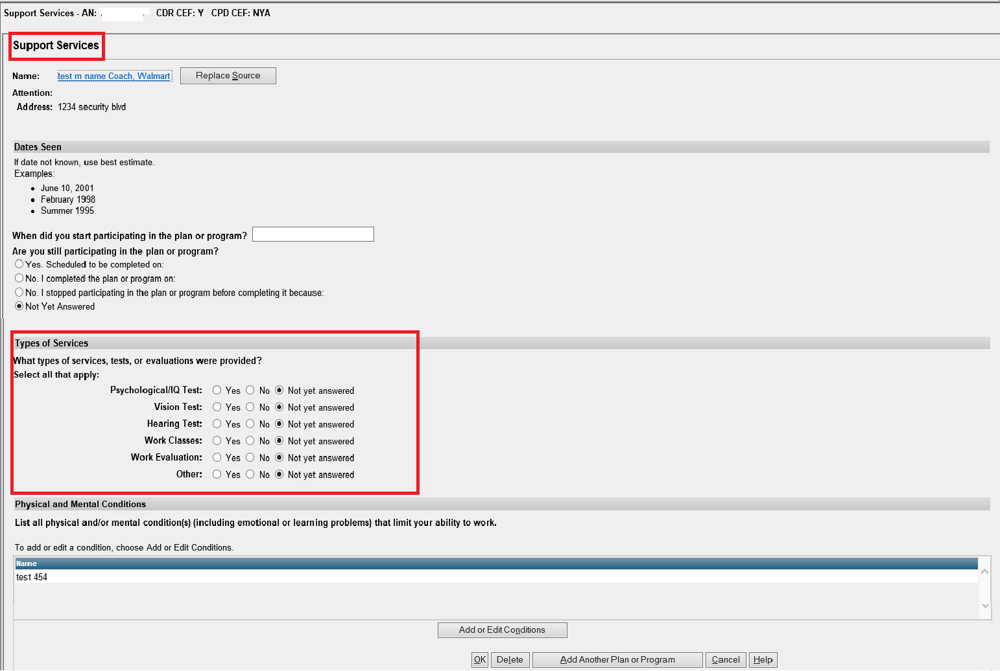 Support Services - AN: CDR CEF: Y CPD CEF: NYA
Support Services
Name: test m name Coach, Walmart Replace Source
Attention:
Address: 1234 security blvd
Dates Seen
If date not known, use best estimate.
Examples:
• June 10, 2001
• February 1998
• Summer 1995
When did you start participating in the plan or program?
Are you still participating in the plan or program?
Yes. Scheduled to be completed on:
No. I completed the plan or program on:
No. I stopped participating in the plan or program before completing it because:
Not Yet Answered
Types of Services
What types of services, tests, or evaluations were provided?
Select all that apply:
Psychological/IQ Test: Yes No Not yet answered
Vision Test: Yes No Not yet answered
Hearing Test: Yes No Not yet answered
Work Classes: Yes No Not yet answered
Work Evaluation: Yes No Not yet answered
Other: Yes No Not yet answered
Physical and Mental Conditions
List all physical and/or mental condition(s) (including emotional or learning problems) that limit your ability to work.
To add or edit a condition, choose Add or Edit Conditions.
Name
test 454
Add or Edit Conditions
OK Delete Add Another Plan or Program Cancel Help